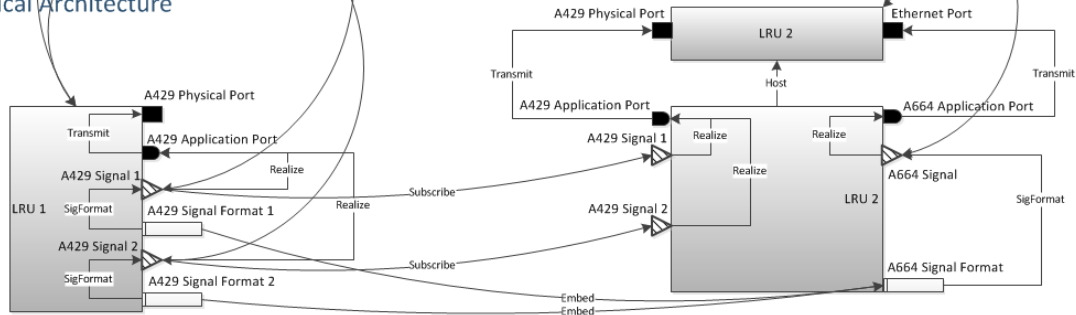 ical Architecture
A429 Physical Port
Ethernet Port
LRU 2
Transmit
Host
Transmit
A429 Physical Port
A429 Application Port
A664 Application Port
Transmit
A429 Application Port
A429 Signal 1
Realize
Realize
Realize
Realize
A429 Signal 1
A664 Signal
LRU 1
SigFormat
Subscribe
Realize
A429 Signal 2
LRU 2
SigFormat
A429 Signal Format 1
A429 Signal 2
Subscribe
A664 Signal Format
SigFormat
A429 Signal Format 2
Embed
Embed